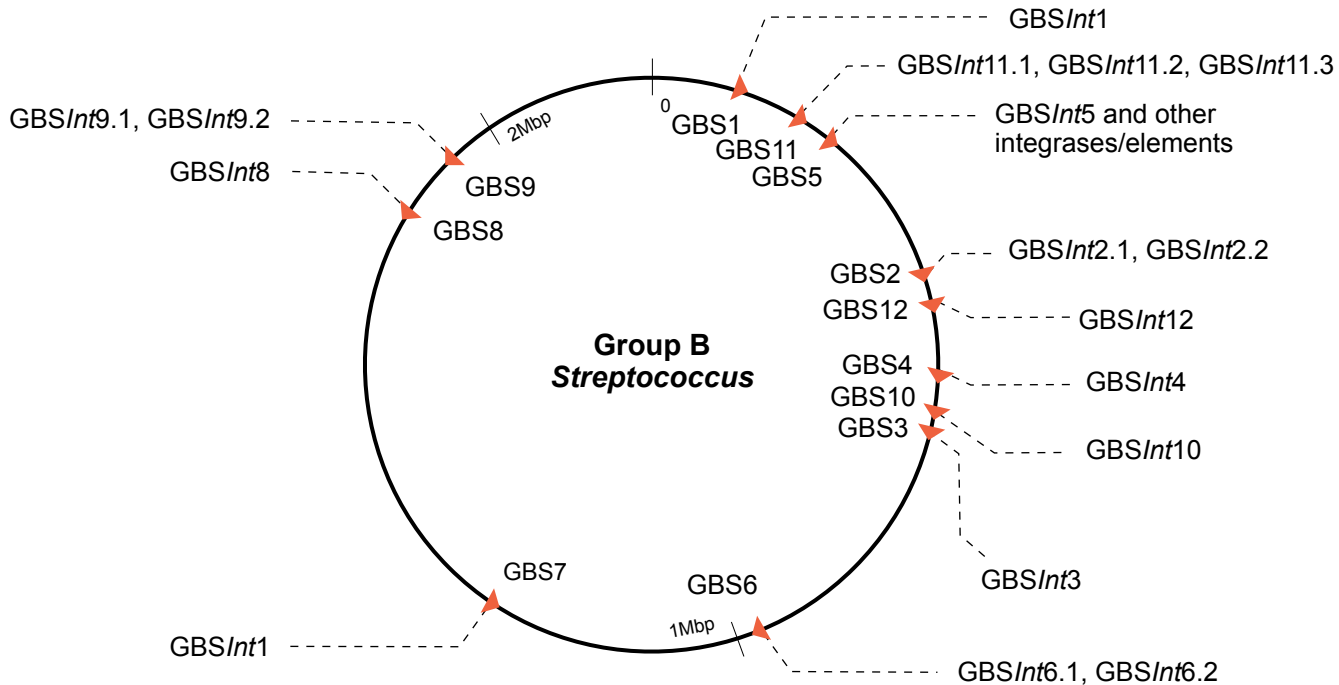 GBSInt1
GBSInt11.1, GBSInt11.2, GBSInt11.3
GBSInt9.1, GBSInt9.2
2Mbp
0
GBS1
GBSInt5 and other
integrases/elements
GBS11
GBSInt8
GBS9
GBS5
GBS8
GBSInt2.1, GBSInt2.2
GBS2
GBS12
GBSInt12
Group B
Streptococcus
GBS4
GBSInt4
GBS10
GBS3
GBSInt10
GBS7
GBS6
GBSInt3
1Mbp
GBSInt1
GBSInt6.1, GBSInt6.2